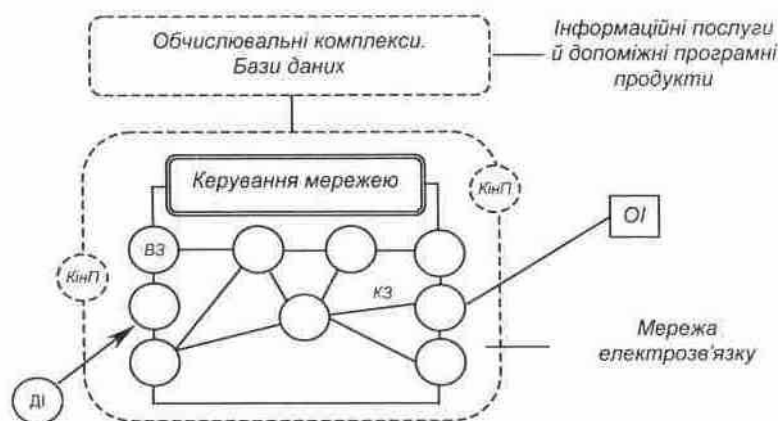 Обчислювальні комплекси.
Бази даних
Інформаційні послуги
й допоміжні програмні
продукти
Керування мережею
КінП
ОІ
ВЗ
КінП
КЗ
Мережа
електрозв'язку
ДІ